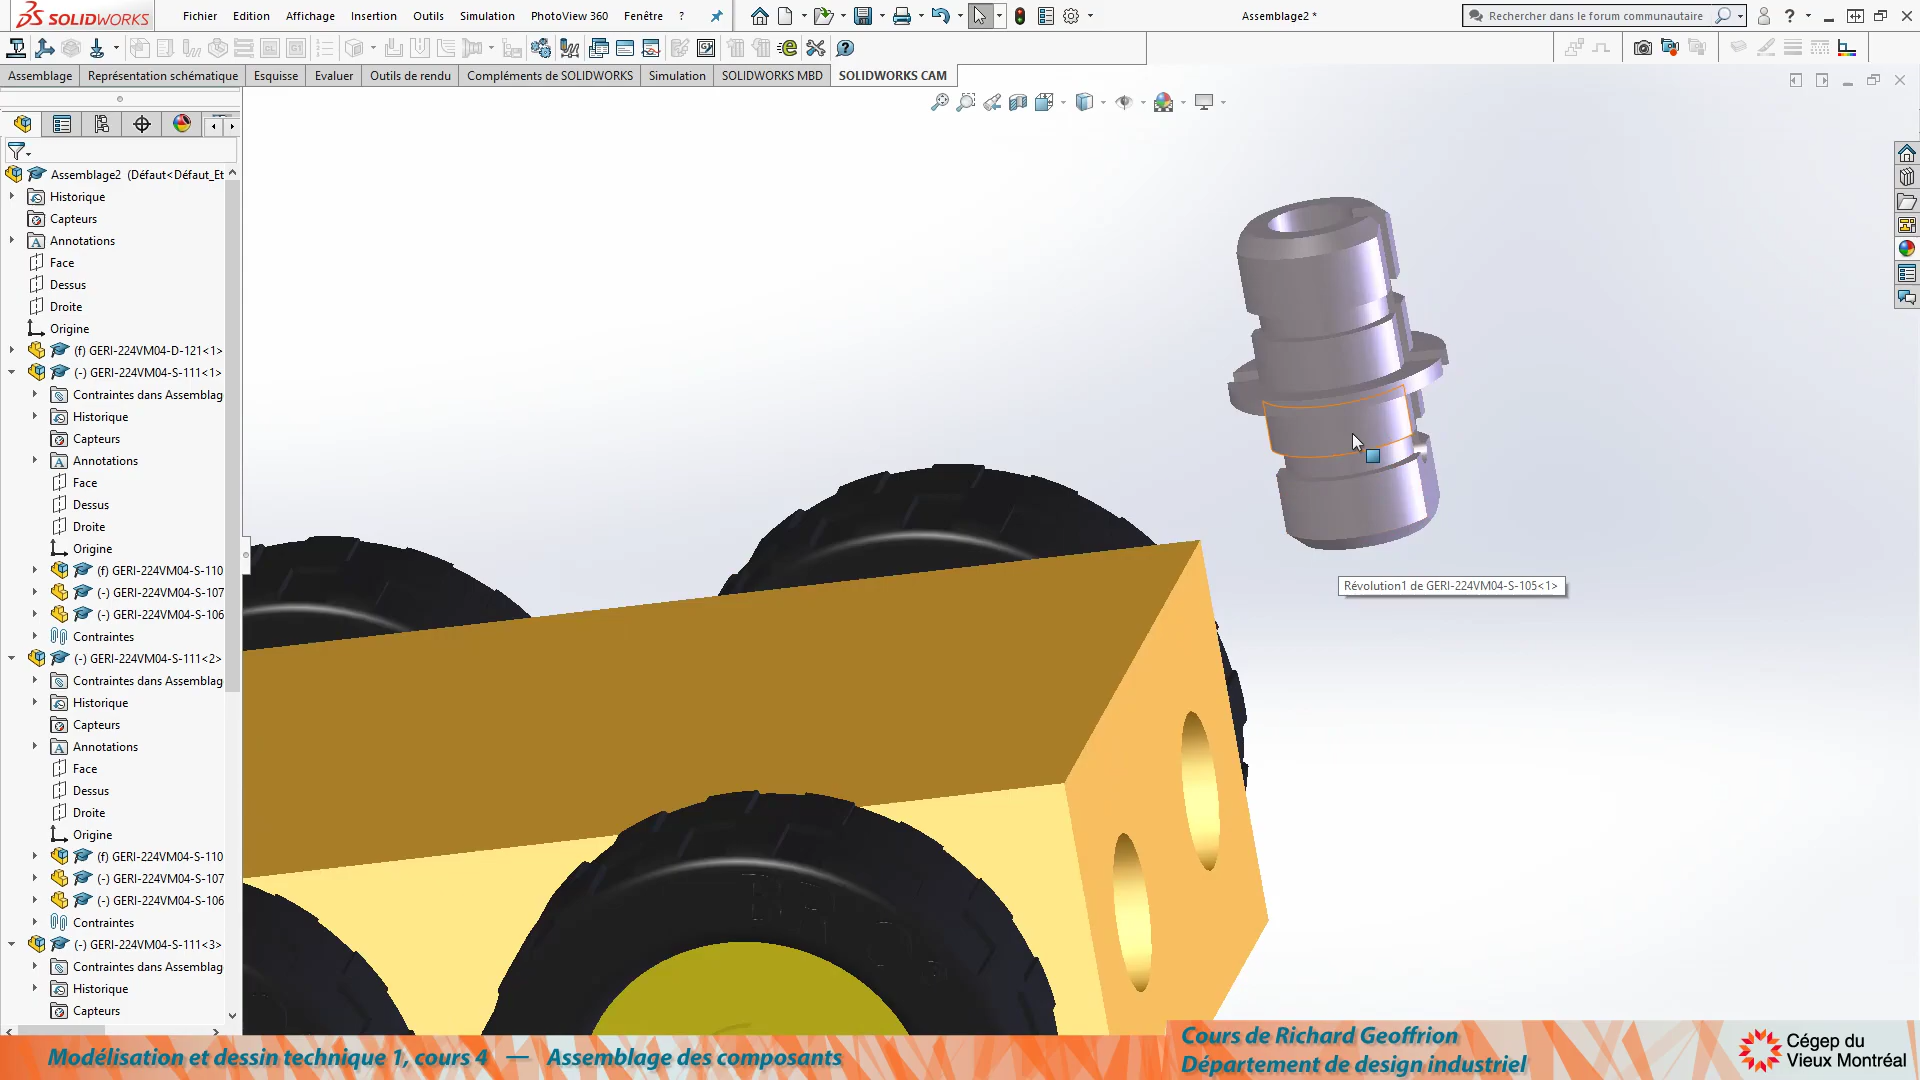 SOLIDWORKS
Fichier Edition Affichage Insertion Outils Simulation PhotoView 360 Fenêtre ?
Assemblage2 *
Rechercher dans le forum communautaire
Assemblage Représentation schématique Esquisse Evaluer Outils de rendu Compléments de SOLIDWORKS Simulation SOLIDWORKS MBD SOLIDWORKS CAM
Assemblage2 (Défaut<Défaut_Et
Historique
Capteurs
Annotations
Face
Dessus
Droite
Origine
(f) GERI-224VM04-D-121<1>
(-) GERI-224VM04-S-111<1>
Contraintes dans Assemblag
Historique
Capteurs
Annotations
Face
Dessus
Droite
Origine
(f) GERI-224VM04-S-110
(-) GERI-224VM04-S-107
(-) GERI-224VM04-S-106
Contraintes
(-) GERI-224VM04-S-111<2>
Contraintes dans Assemblag
Historique
Capteurs
Annotations
Face
Dessus
Droite
Origine
(f) GERI-224VM04-S-110
(-) GERI-224VM04-S-107
(-) GERI-224VM04-S-106
Contraintes
(-) GERI-224VM04-S-111<3>
Contraintes dans Assemblag
Historique
Capteurs
Révolution1 de GERI-224VM04-S-105<1>
Modélisation et dessin technique 1, cours 4 — Assemblage des composants
Cours de Richard Geoffrion
Département de design industriel
Cégep du
Vieux Montréal